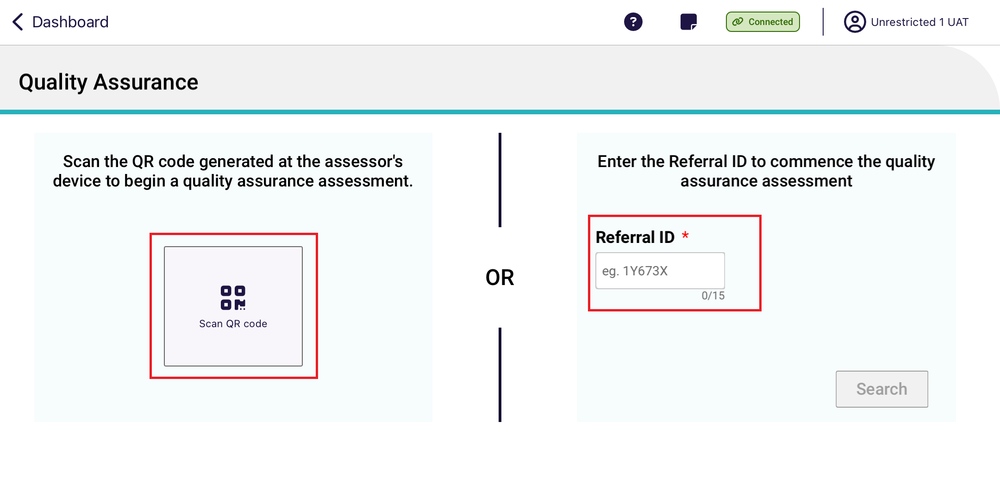 Dashboard
?
Connected
Unrestricted 1 UAT
Quality Assurance
Scan the QR code generated at the assessor's
device to begin a quality assurance assessment.
Scan QR code
OR
Enter the Referral ID to commence the quality
assurance assessment
Referral ID *
eg. 1Y673X
0/15
Search